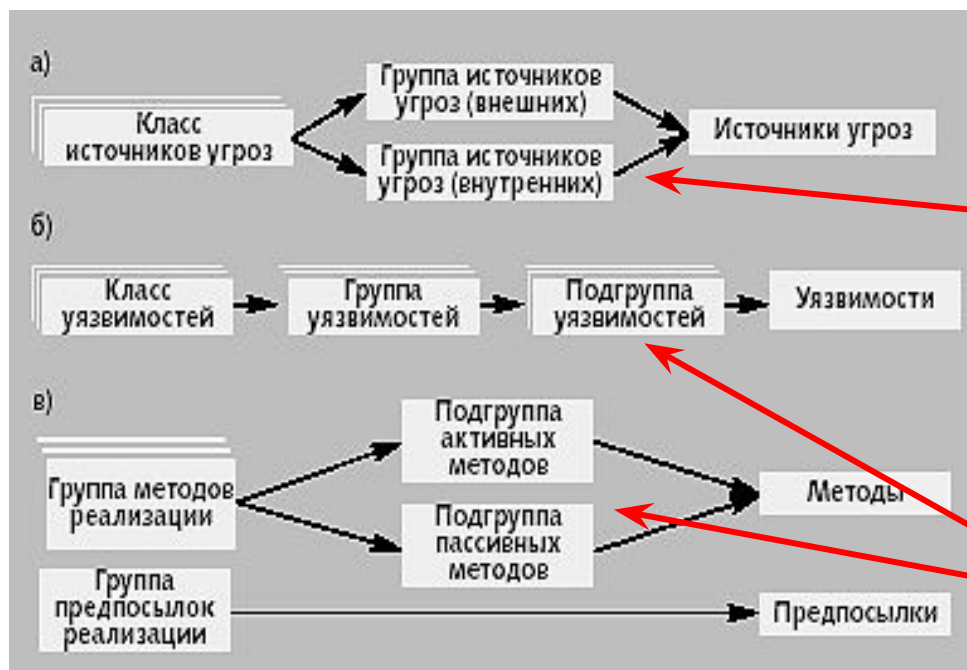 а)
Класс
источников угроз
Группа источников
угроз (внешних)
Группа источников
угроз (внутренних)
Источники угроз
б)
Класс
уязвимостей
Группа
уязвимостей
Подгруппа
уязвимостей
Уязвимости
в)
Группа методов
реализации
Подгруппа
активных
методов
Подгруппа
пассивных
методов
Методы
Группа
предпосылок
реализации
Предпосылки